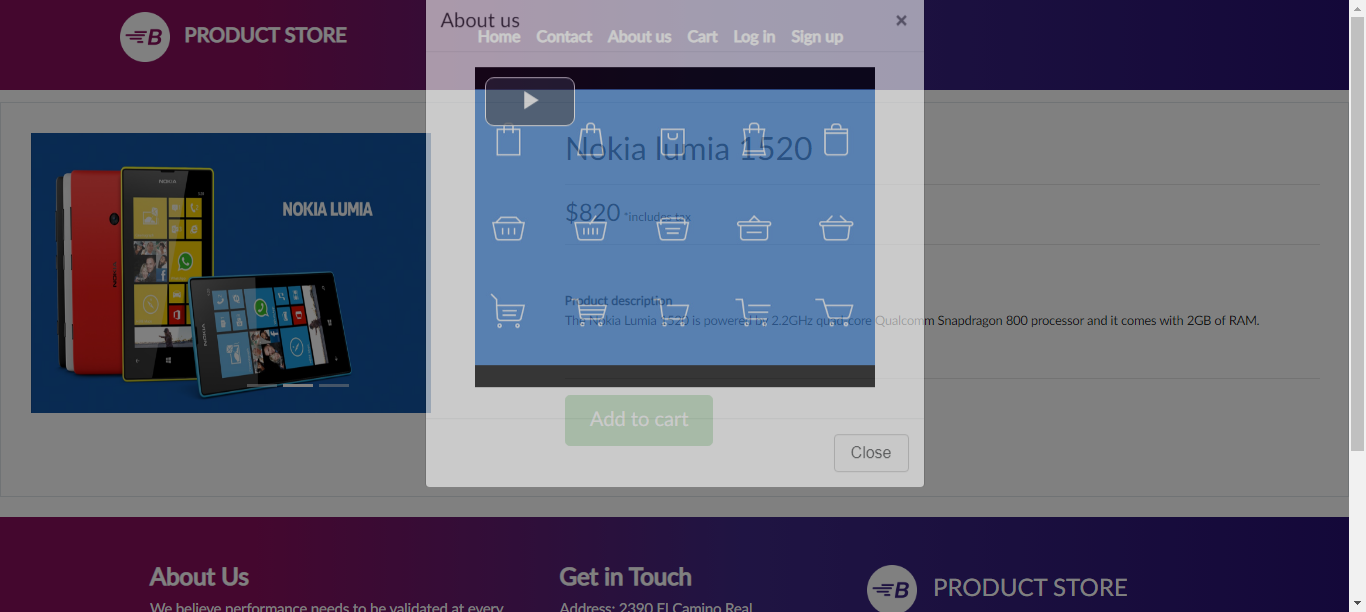 About us ×
B PRODUCT STORE
Home Contact About us Cart Log in Sign up
Nokia lumia 1520
NOKIA LUMIA
$820 *includes tax
Product description
The Nokia Lumia 1520 is powered by 2.2GHz quad-core Qualcomm Snapdragon 800 processor and it comes with 2GB of RAM.
Add to cart
Close
About Us
We believe performance needs to be validated at every
Get in Touch
Address: 2390 El Camino Real
B PRODUCT STORE